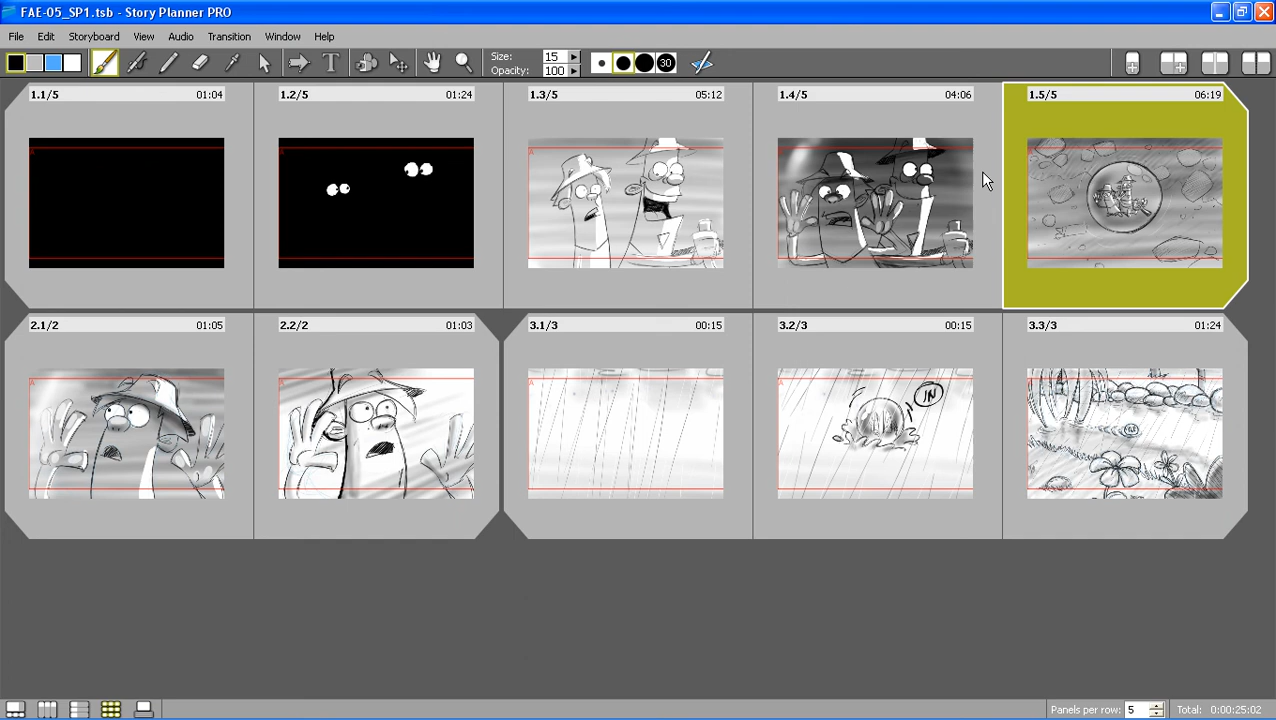 FAE-05_SP1.tsb - Story Planner PRO
File Edit Storyboard View Audio Transition Window Help
Size: 15
Opacity: 100
30
1.1/5 01:04
1.2/5 01:24
1.3/5 05:12
1.4/5 04:06
1.5/5 06:19
A
A
A
A
2.1/2 01:05
2.2/2 01:03
3.1/3 00:15
3.2/3 00:15
3.3/3 01:24
A
A
A
A
IN
Panels per row: 5 Total: 0:00:25:02